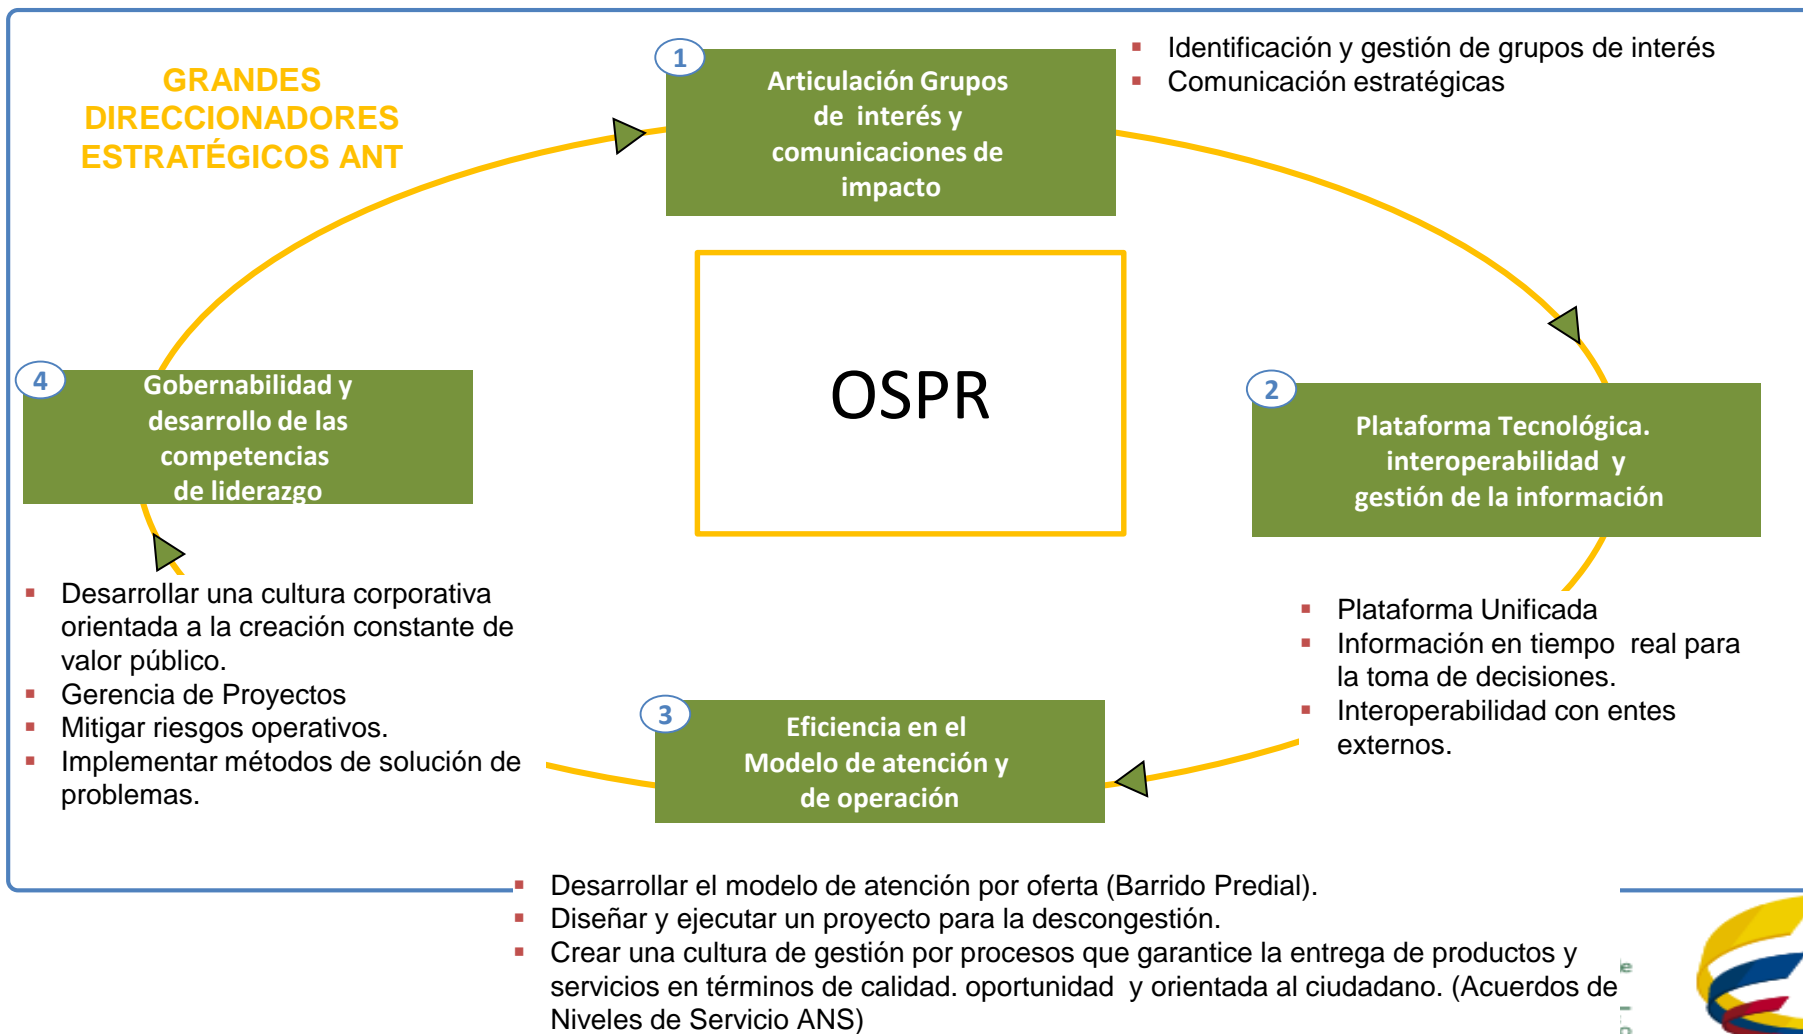 GRANDES
DIRECCIONADORES
ESTRATÉGICOS ANT
1
Articulación Grupos
de interés y
comunicaciones de
impacto
▪ Identificación y gestión de grupos de interés
▪ Comunicación estratégicas
OSPR
2
Plataforma Tecnológica.
interoperabilidad y
gestión de la información
▪ Plataforma Unificada
▪ Información en tiempo real para
la toma de decisiones.
▪ Interoperabilidad con entes
externos.
3
Eficiencia en el
Modelo de atención y
de operación
▪ Desarrollar el modelo de atención por oferta (Barrido Predial).
▪ Diseñar y ejecutar un proyecto para la descongestión.
▪ Crear una cultura de gestión por procesos que garantice la entrega de productos y
servicios en términos de calidad. oportunidad y orientada al ciudadano. (Acuerdos de
Niveles de Servicio ANS)
4
Gobernabilidad y
desarrollo de las
competencias
de liderazgo
▪ Desarrollar una cultura corporativa
orientada a la creación constante de
valor público.
▪ Gerencia de Proyectos
▪ Mitigar riesgos operativos.
▪ Implementar métodos de solución de
problemas.